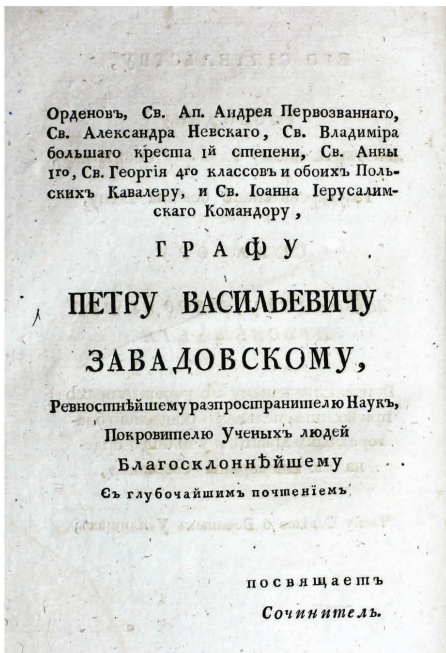 Орденовъ, Св. Ап. Андрея Первозваннаго,
Св. Александра Невскаго, Св. Владиміра
большаго креста 1й степени, Св. Анны
1го, Св. Георгія 4го классовъ и обоихъ Поль-
скихъ Кавалеру, и Св. Іоанна Іерусалим-
скаго Командору,
ГРАФУ
ПЕТРУ ВАСИЛЬЕВИЧУ
ЗАВАДОВСКОМУ,
Ревностнѣйшему разпространителю Наукъ,
Покровителю Ученыхъ людей
Благосклоннѣйшему
Съ глубочайшимъ почтеніемъ
посвящаетъ
Сочинитель.